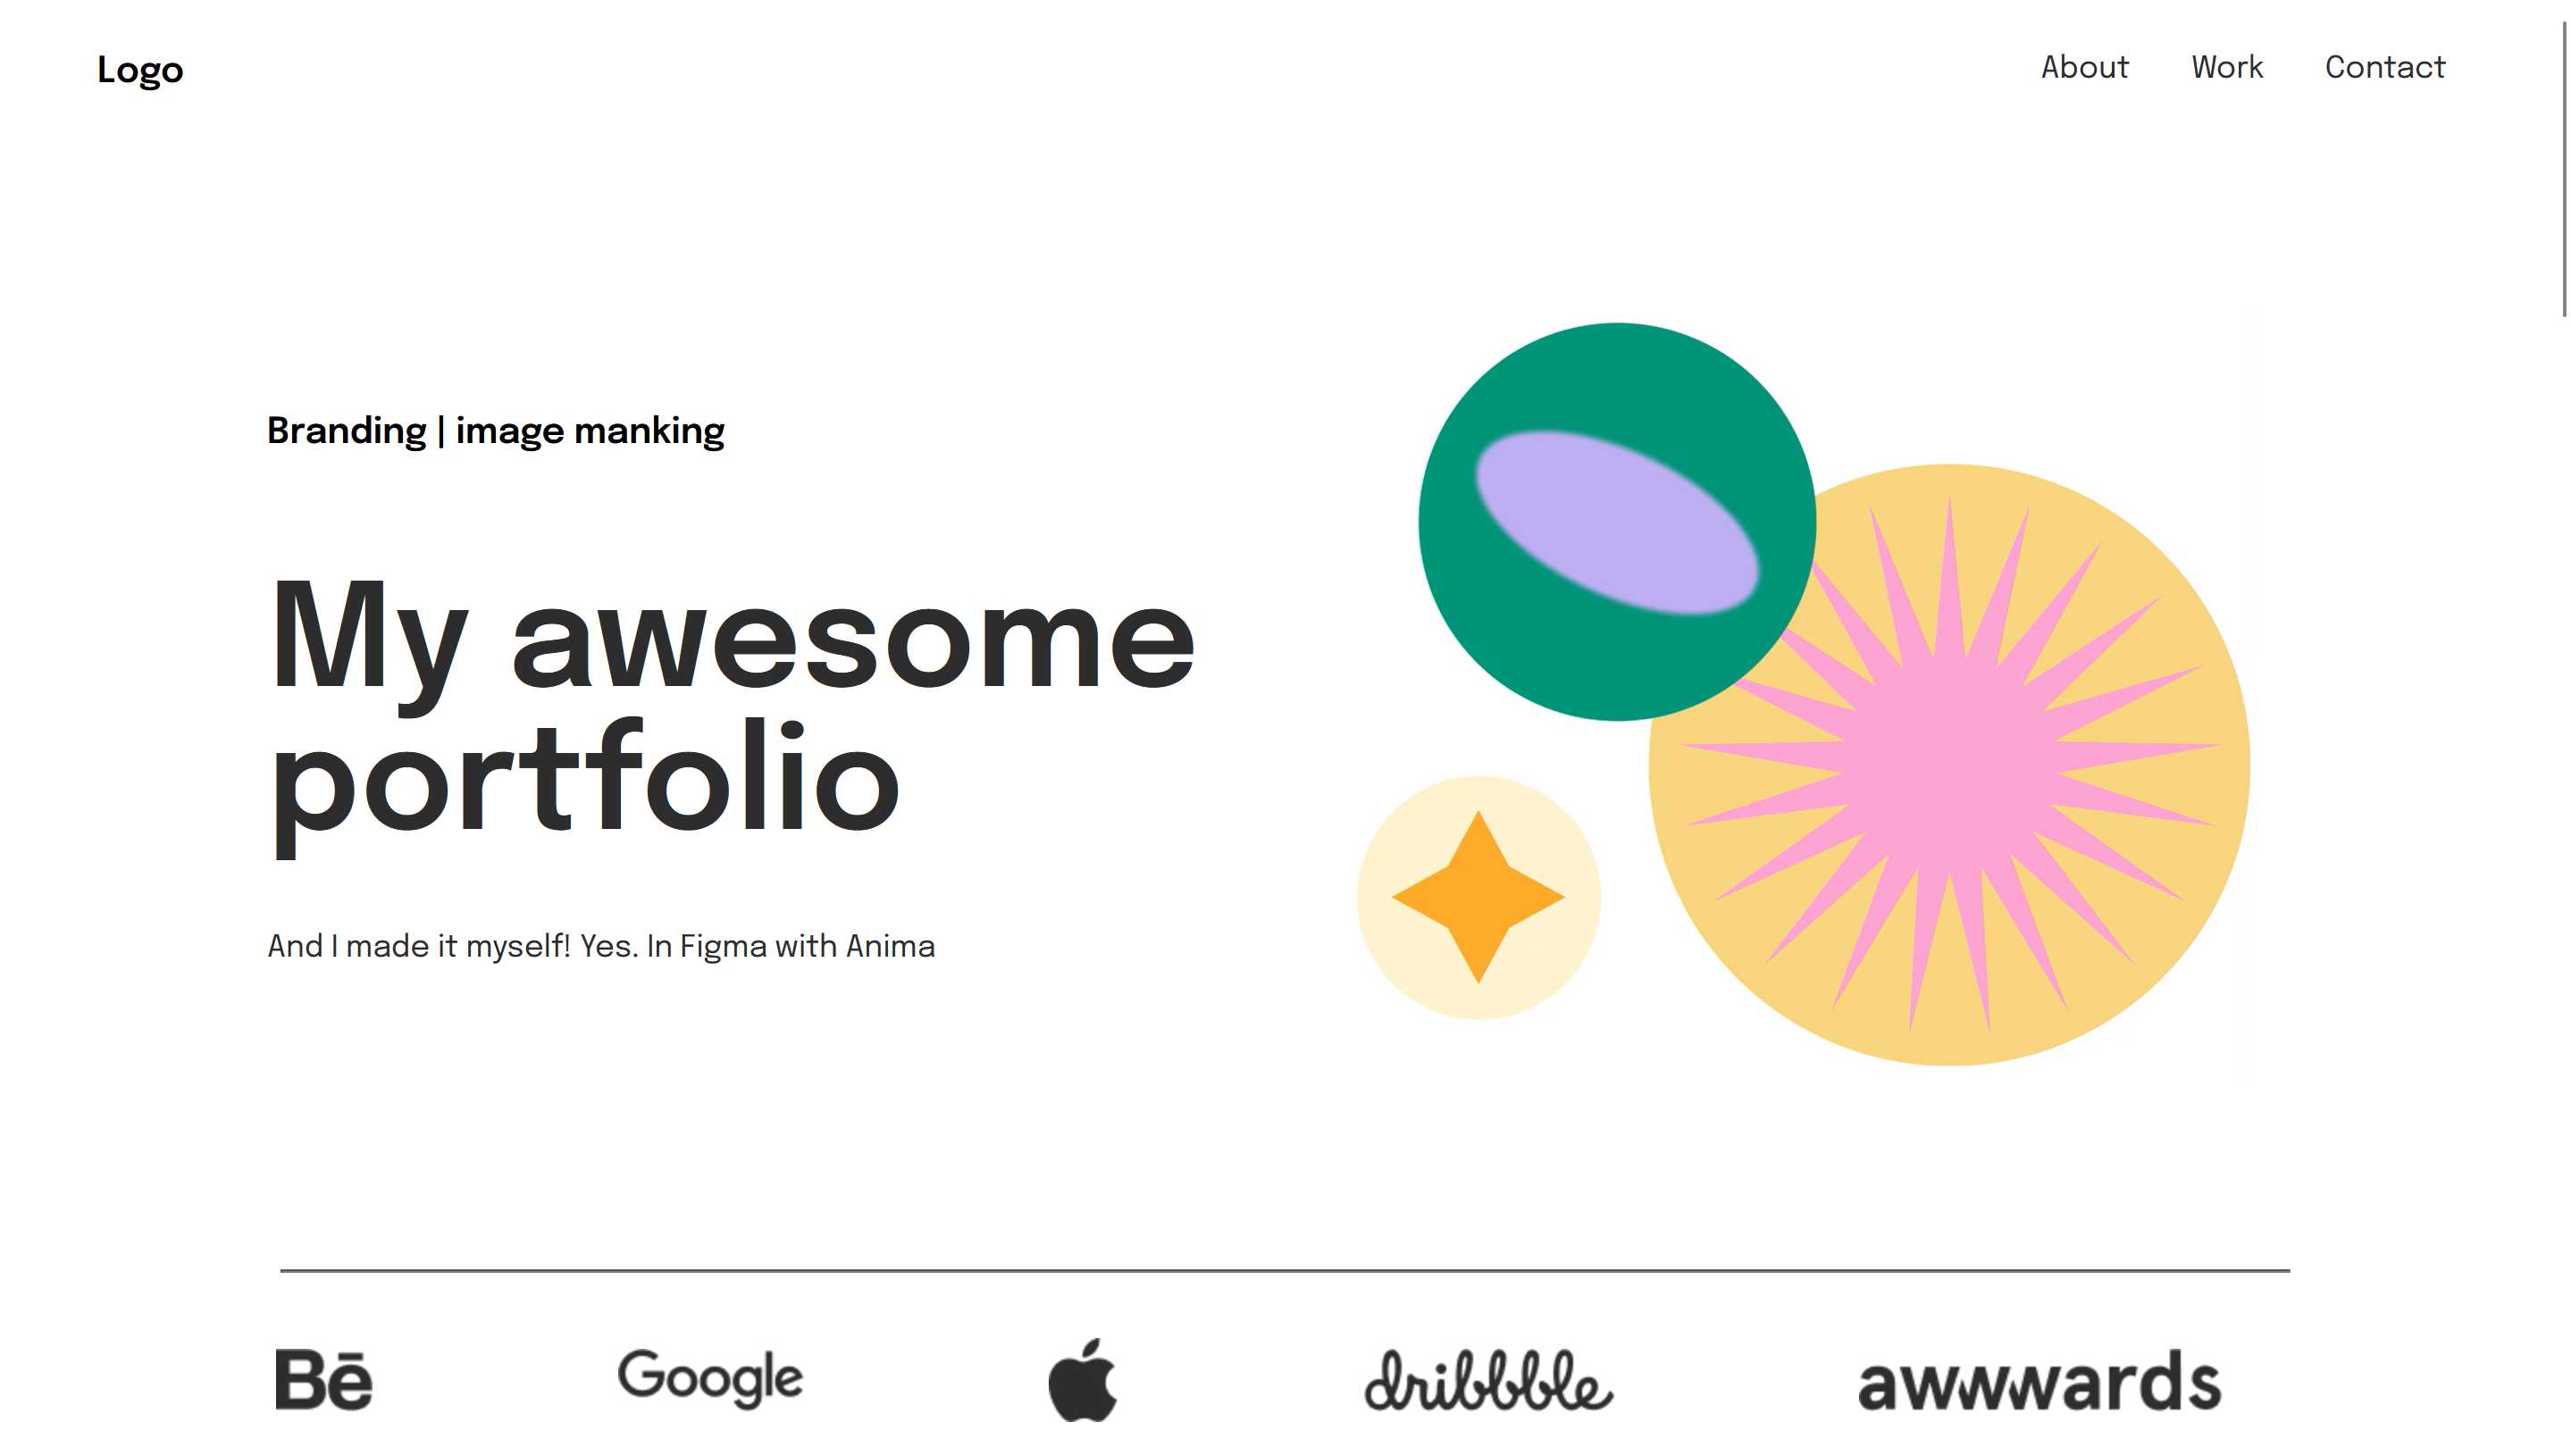 Logo
About Work Contact
Branding | image manking
My awesome
portfolio
And I made it myself! Yes. In Figma with Anima
Bē Google dribbble awwwards